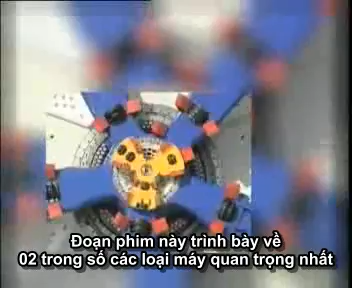 Đoạn phim này trình bày về
02 trong số các loại máy quan trọng nhất